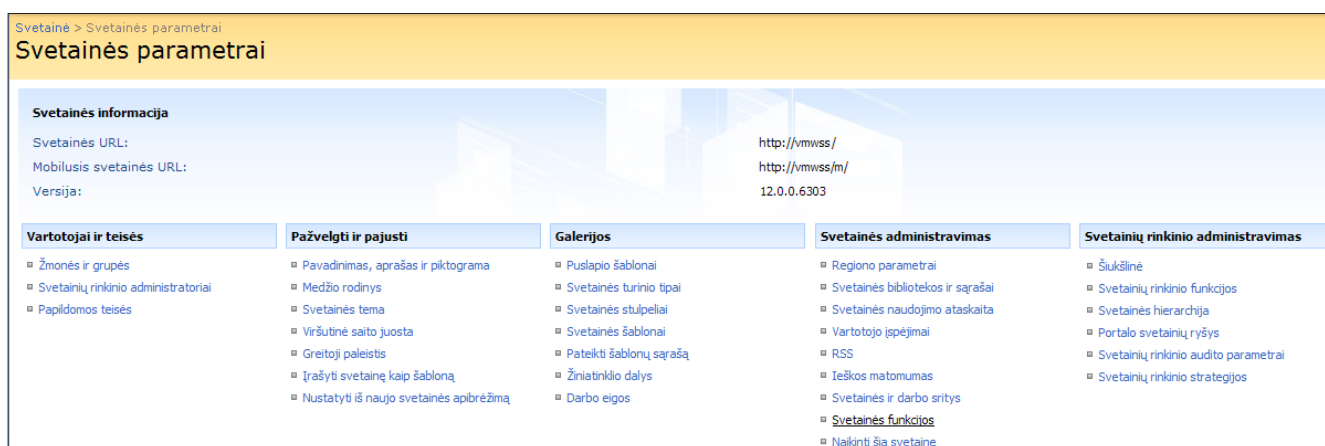 Svetainė > Svetainės parametrai
Svetainės parametrai
Svetainės informacija
Svetainės URL: http://vmwss/
Mobilusis svetainės URL: http://vmwss/m/
Versija: 12.0.0.6303
Vartotojai ir teisės
Žmonės ir grupės
Svetainių rinkinio administratoriai
Papildomos teisės
Pažvelgti ir pajusti
Pavadinimas, aprašas ir piktograma
Medžio rodinys
Svetainės tema
Viršutinė saito juosta
Greitoji paleistis
Įrašyti svetainę kaip šabloną
Nustatyti iš naujo svetainės apibrėžimą
Galerijos
Puslapio šablonai
Svetainės turinio tipai
Svetainės stulpeliai
Svetainės šablonai
Pateikti šablonų sąrašą
Žiniatinklio dalys
Darbo eigos
Svetainės administravimas
Regiono parametrai
Svetainės bibliotekos ir sąrašai
Svetainės naudojimo ataskaita
Vartotojo įspėjimai
RSS
Ieškos matomumas
Svetainės ir darbo sritys
Svetainės funkcijos
Naikinti šią svetainę
Svetainių rinkinio administravimas
Šiukšlinė
Svetainių rinkinio funkcijos
Svetainės hierarchija
Portalo svetainių ryšys
Svetainių rinkinio audito parametrai
Svetainių rinkinio strategijos